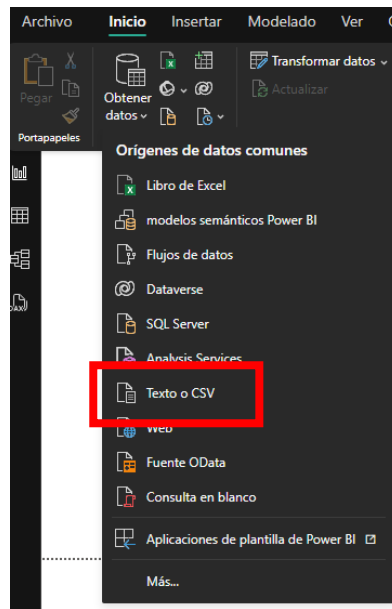 Archivo Inicio Insertar Modelado Ver
Pegar
Obtener datos
Transformar datos
Actualizar
Portapapeles
Orígenes de datos comunes
Libro de Excel
modelos semánticos Power BI
Flujos de datos
Dataverse
SQL Server
Analysis Services
Texto o CSV
Web
Fuente OData
Consulta en blanco
Aplicaciones de plantilla de Power BI
Más...